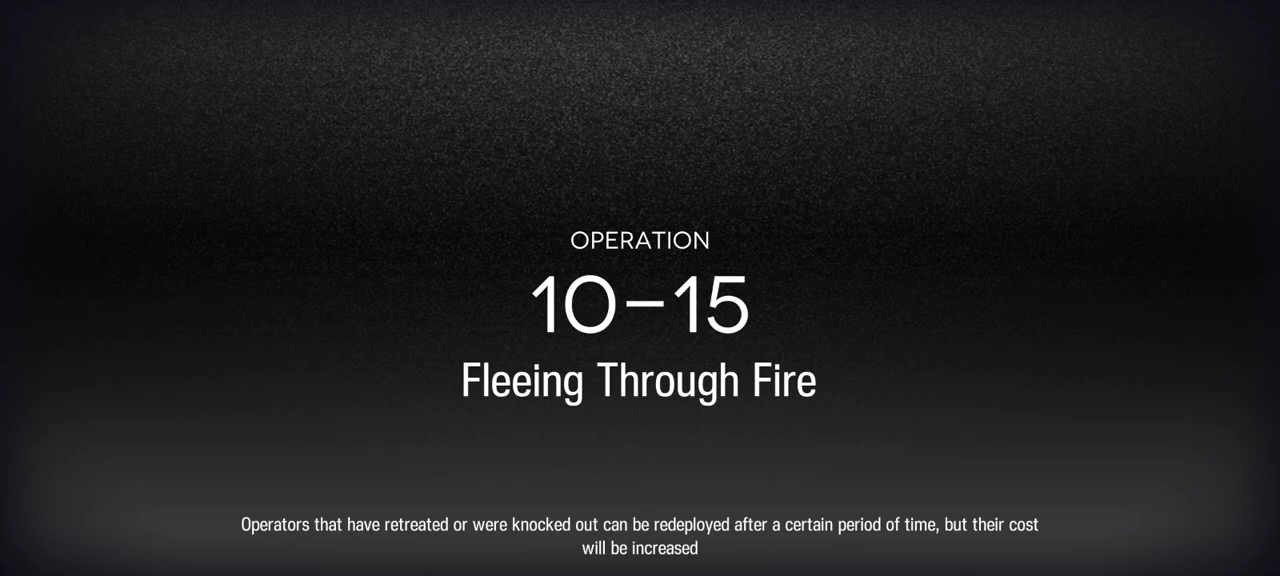 OPERATION
10–15
Fleeing Through Fire
Operators that have retreated or were knocked out can be redeployed after a certain period of time, but their cost
will be increased